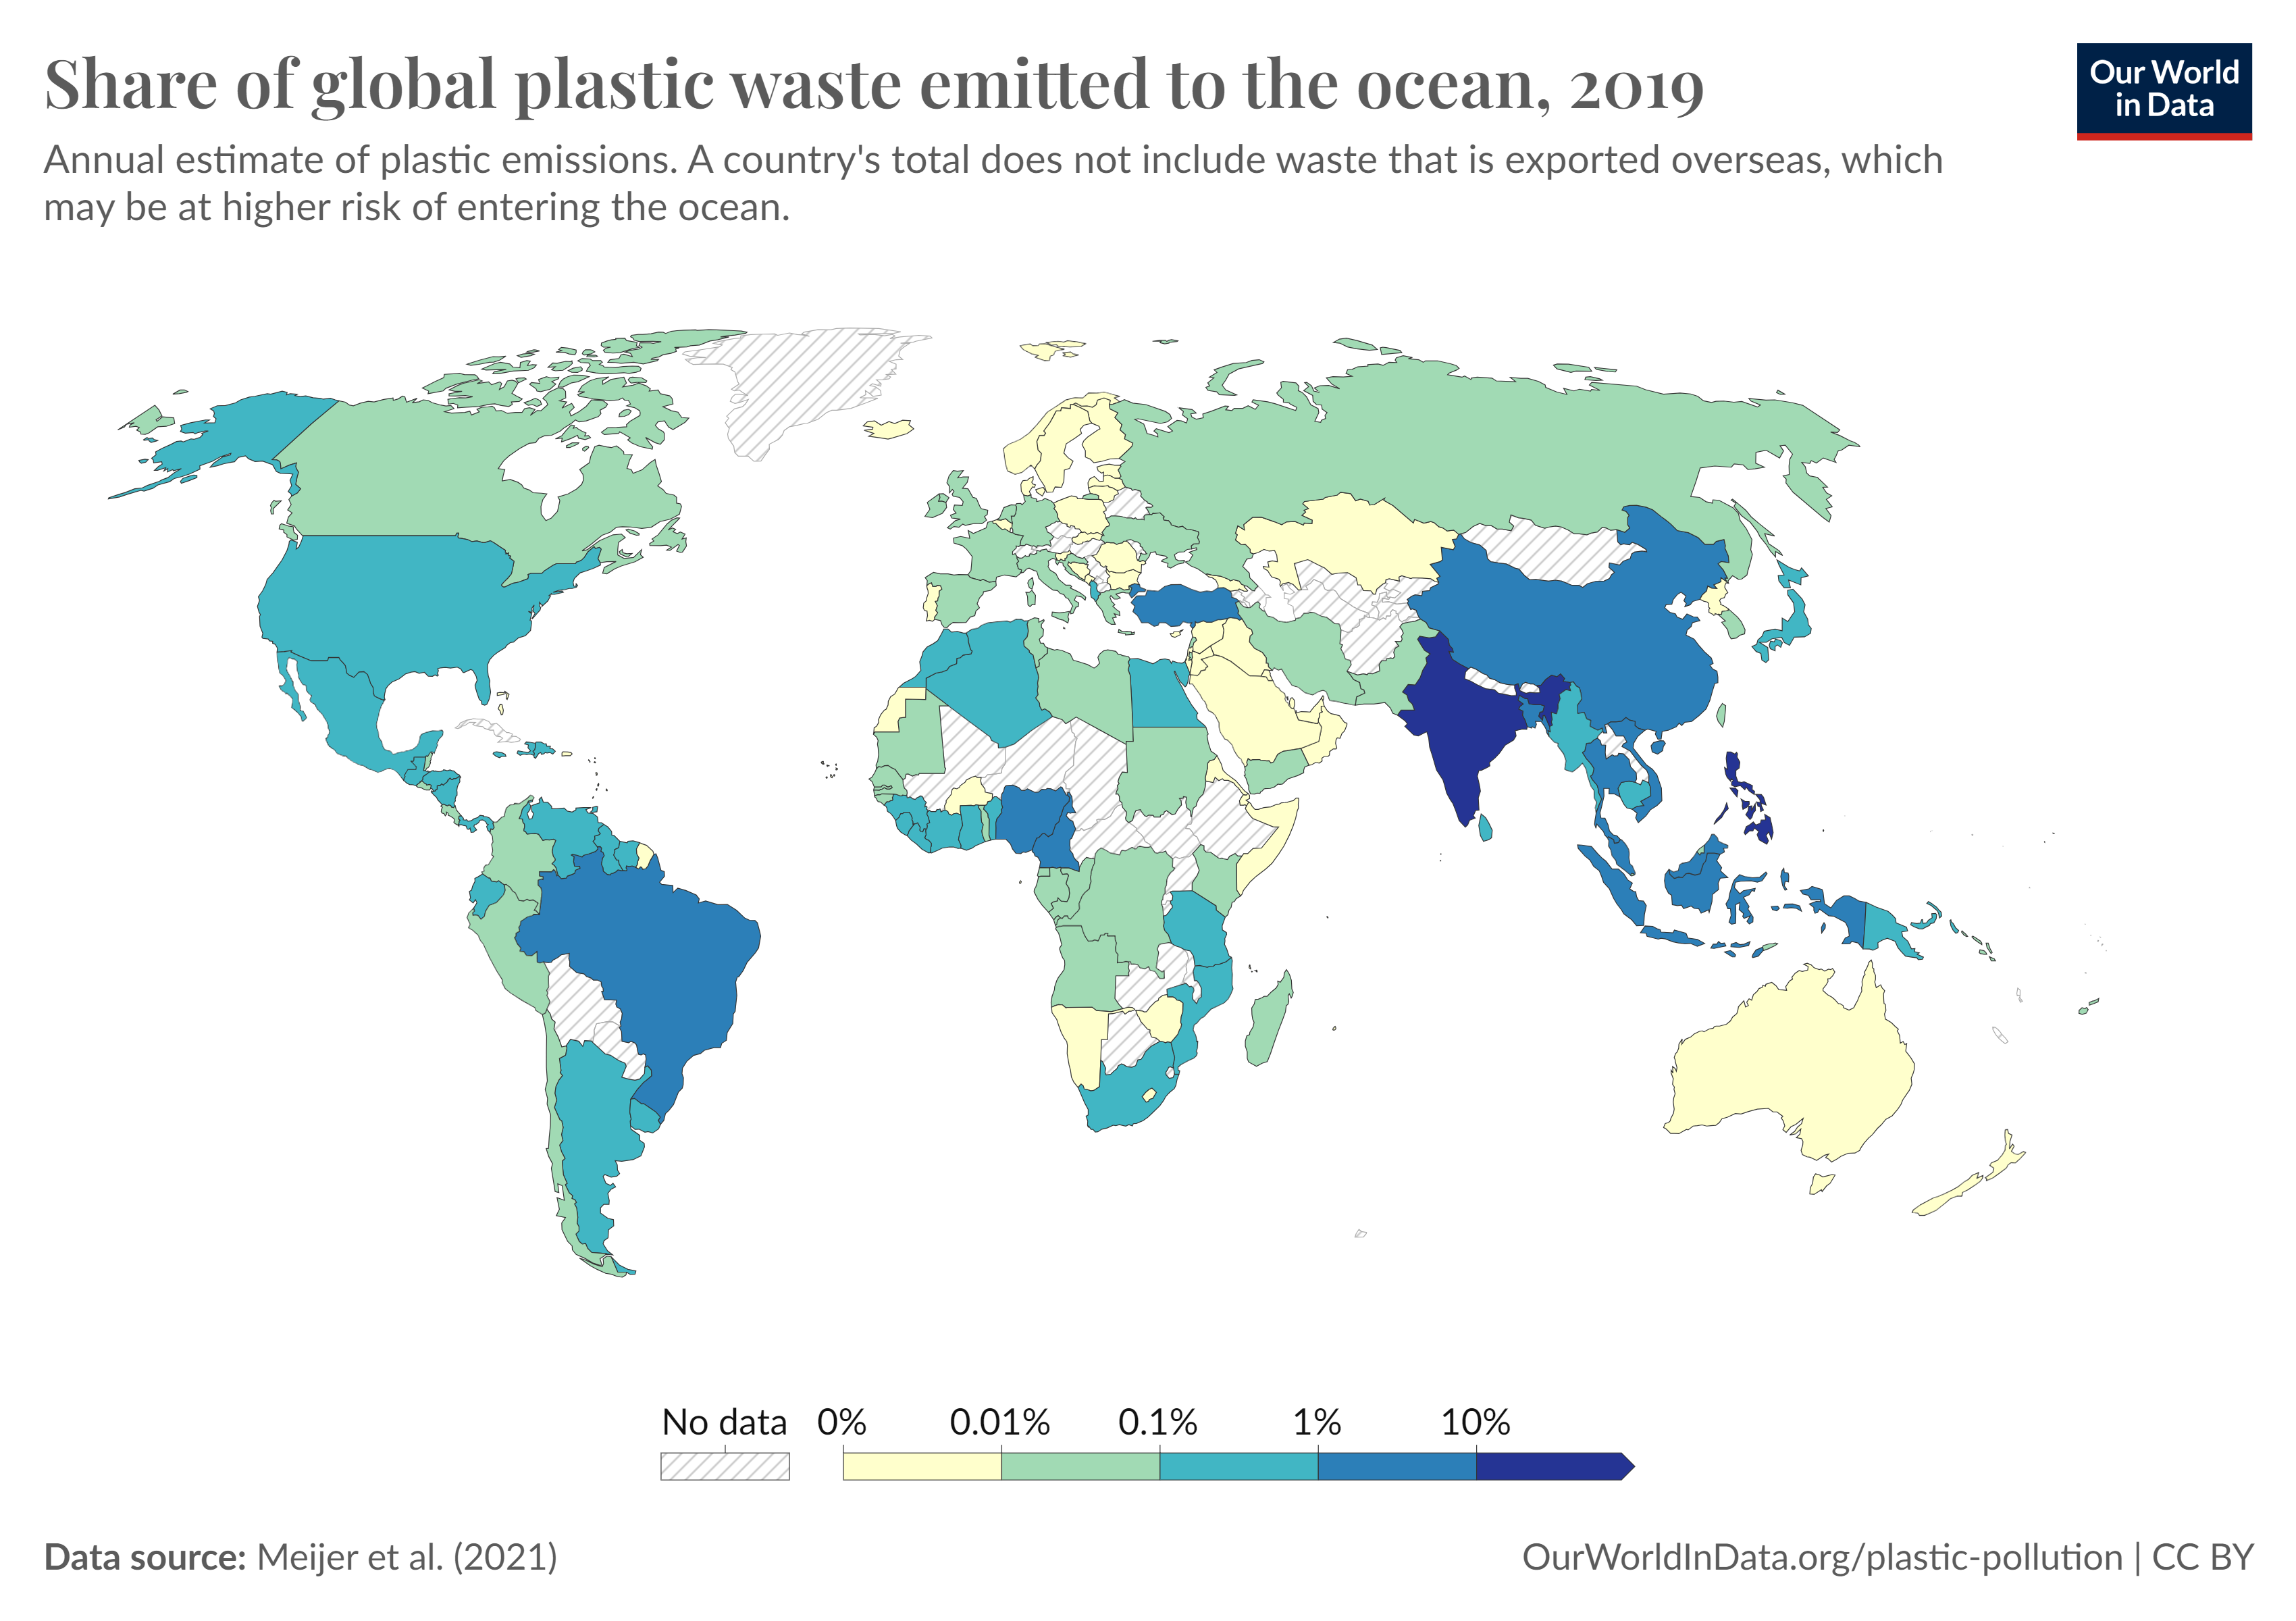 Share of global plastic waste emitted to the ocean, 2019
Our World
in Data
Annual estimate of plastic emissions. A country's total does not include waste that is exported overseas, which
may be at higher risk of entering the ocean.
No data 0% 0.01% 0.1% 1% 10%
Data source: Meijer et al. (2021)
OurWorldInData.org/plastic-pollution | CC BY